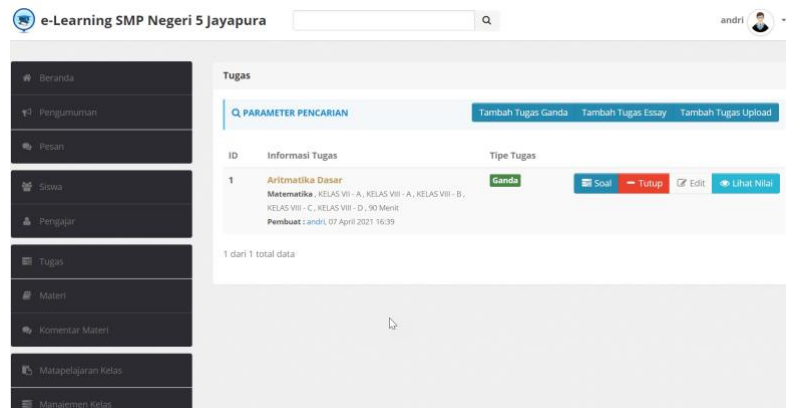 e-Learning SMP Negeri 5 Jayapura
andri
Beranda
Pengumuman
Pesan
Siswa
Pengajar
Tugas
Materi
Komentar Materi
Matapelajaran Kelas
Manajemen Kelas
Tugas
PARAMETER PENCARIAN
Tambah Tugas Ganda Tambah Tugas Essay Tambah Tugas Upload
ID Informasi Tugas Tipe Tugas
1 Aritmatika Dasar Ganda Soal Tutup Edit Lihat Nilai
Matematika , KELAS VII - A , KELAS VIII - A , KELAS VIII - B ,
KELAS VIII - C , KELAS VIII - D , 90 Menit
Pembuat : andri, 07 April 2021 16:39
1 dari 1 total data